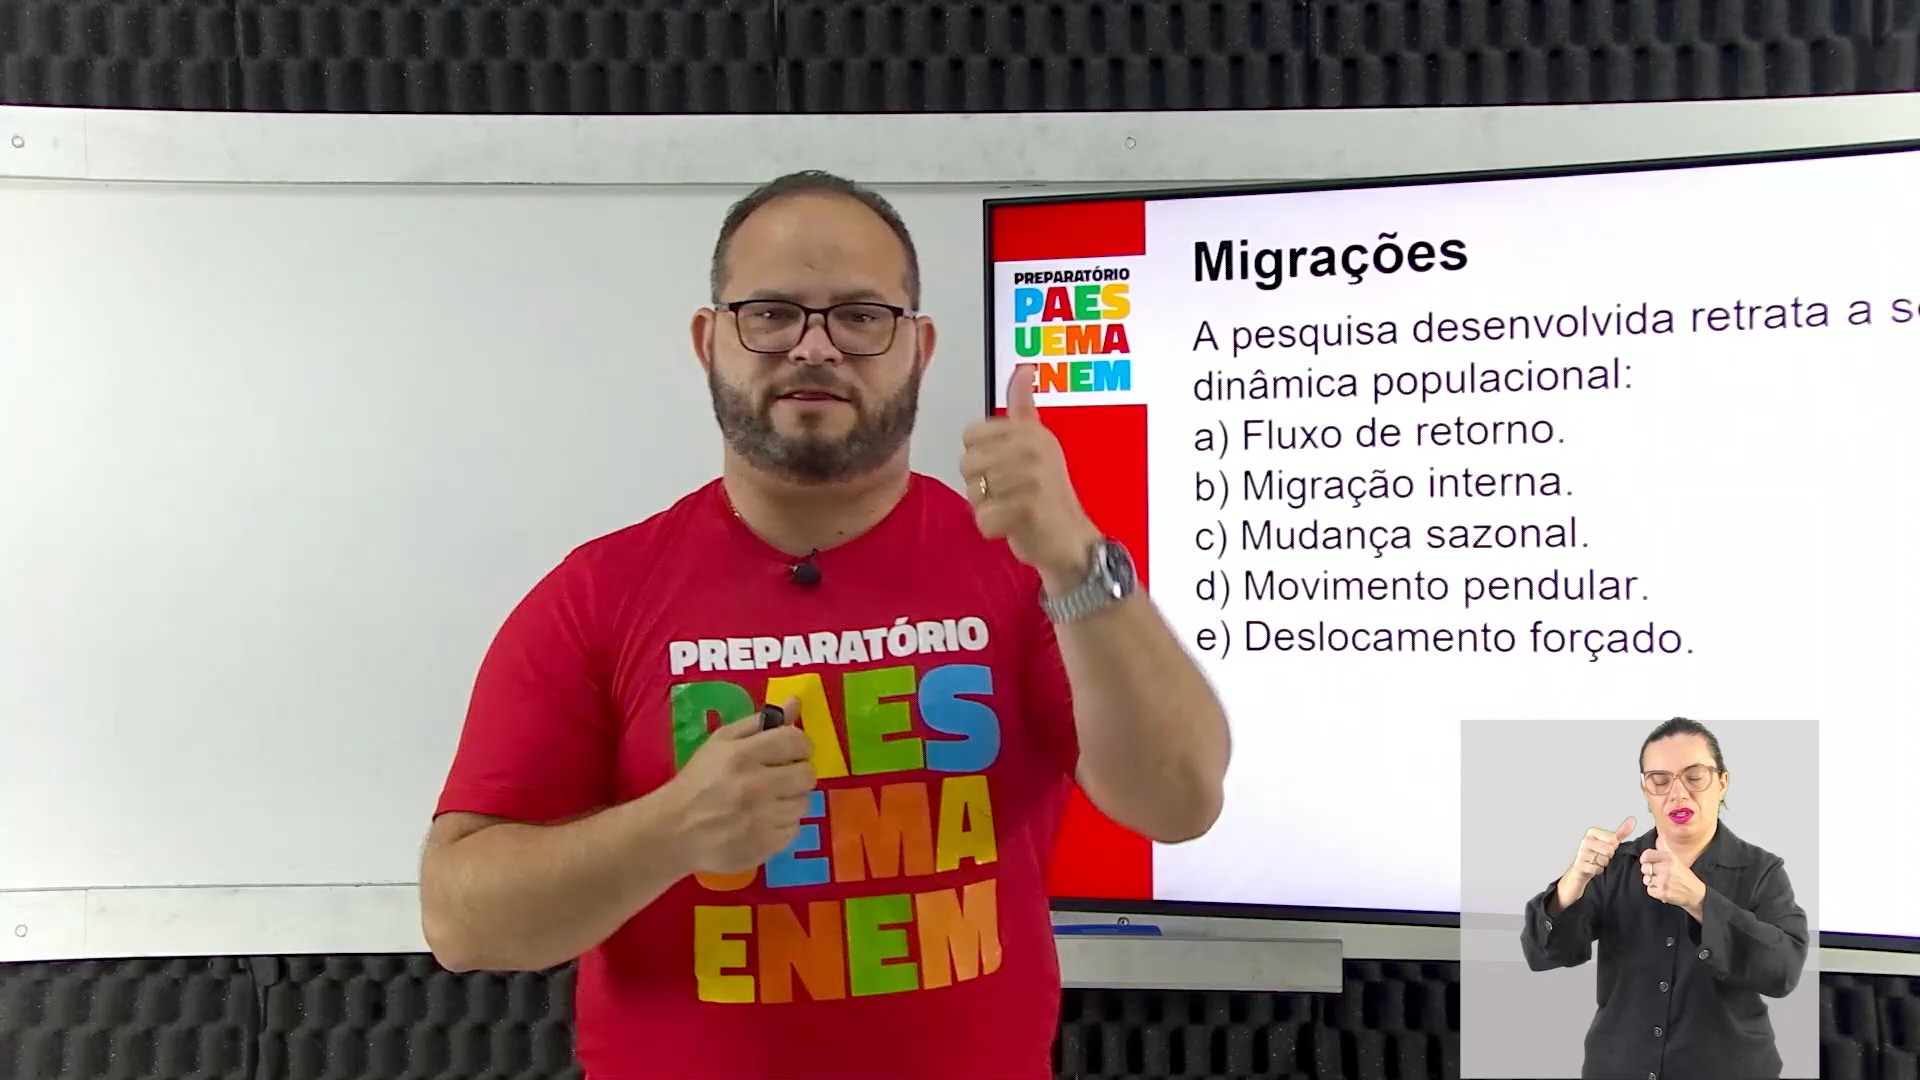 Migrações
PREPARATÓRIO
PAES
UEMA
ENEM
A pesquisa desenvolvida retrata a
dinâmica populacional:
a) Fluxo de retorno.
b) Migração interna.
c) Mudança sazonal.
d) Movimento pendular.
e) Deslocamento forçado.
PREPARATÓRIO
PAES
UEMA
ENEM